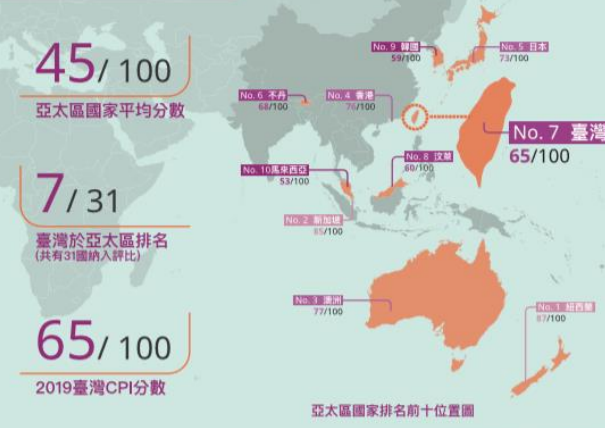 45/ 100
亞太區國家平均分數
7/ 31
臺灣於亞太區排名
(共有31國納入評比)
65/ 100
2019臺灣CPI分數
No. 9 韓國
59/100
No. 5 日本
73/100
No. 6 不丹
68/100
No. 4 香港
76/100
No. 7 臺灣
65/100
No. 8 汶萊
60/100
No. 10馬來西亞
53/100
No. 2 新加坡
85/100
No. 3 澳洲
77/100
No. 1 紐西蘭
87/100
亞太區國家排名前十位置圖